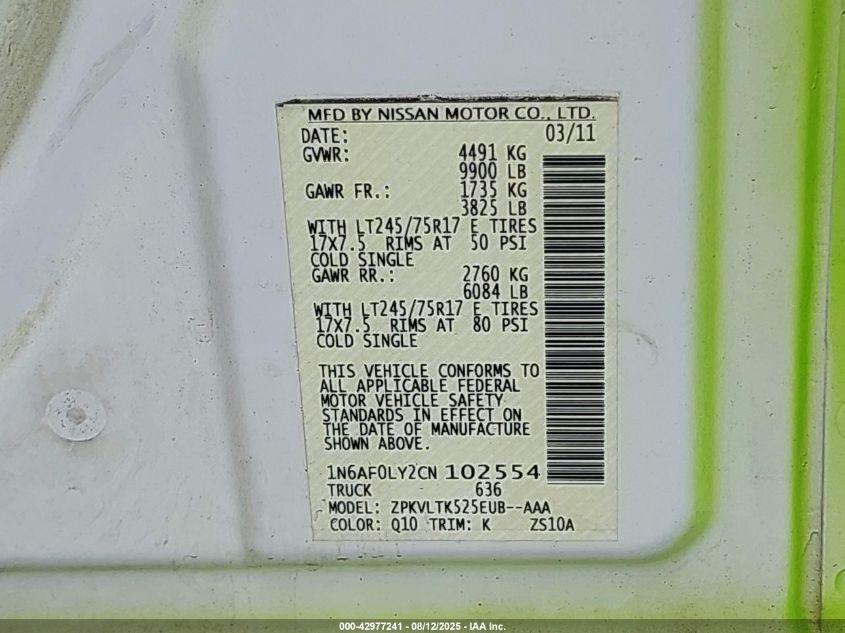 MFD BY NISSAN MOTOR CO., LTD.
DATE: 03/11
GVWR: 4491 KG
9900 LB
GAWR FR.: 1735 KG
3825 LB
WITH LT245/75R17 E TIRES
17X7.5 RIMS AT 50 PSI
COLD SINGLE
GAWR RR.: 2760 KG
6084 LB
WITH LT245/75R17 E TIRES
17X7.5 RIMS AT 80 PSI
COLD SINGLE
THIS VEHICLE CONFORMS TO
ALL APPLICABLE FEDERAL
MOTOR VEHICLE SAFETY
STANDARDS IN EFFECT ON
THE DATE OF MANUFACTURE
SHOWN ABOVE.
1N6AF0LY2CN 102554
TRUCK 636
MODEL: ZPKVLTK525EUB--AAA
COLOR: Q10 TRIM: K ZS10A
000-42977241 - 08/12/2025 - IAA Inc.